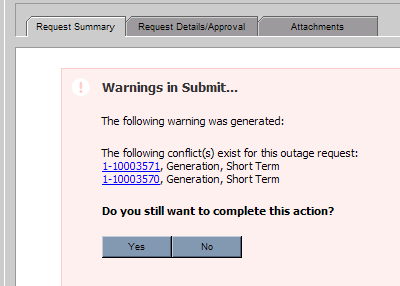 Request Summary Request Details/Approval Attachments
! Warnings in Submit...
The following warning was generated:
The following conflict(s) exist for this outage request:
1-10003571, Generation, Short Term
1-10003570, Generation, Short Term
Do you still want to complete this action?
Yes No